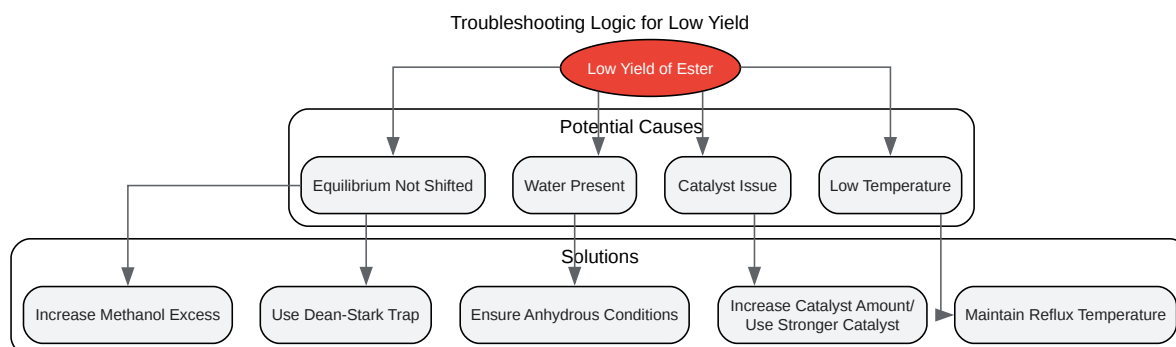 Troubleshooting Logic for Low Yield
Low Yield of Ester
Potential Causes
Equilibrium Not Shifted
Water Present
Catalyst Issue
Low Temperature
Solutions
Increase Methanol Excess
Use Dean-Stark Trap
Ensure Anhydrous Conditions
Increase Catalyst Amount/
Use Stronger Catalyst
Maintain Reflux Temperature